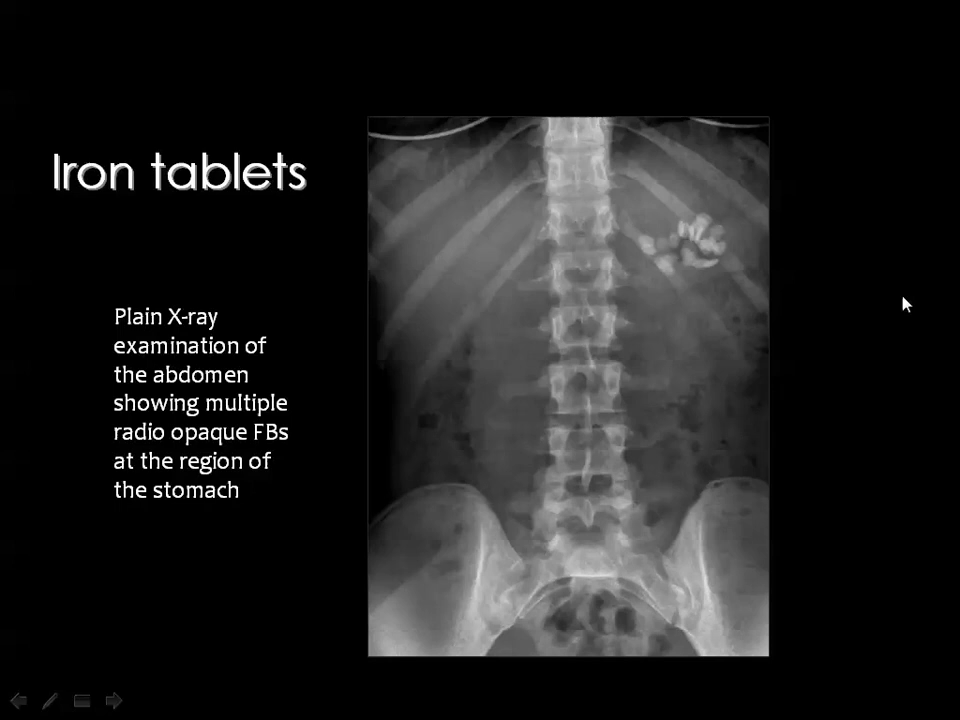 Iron tablets
Plain X-ray
examination of
the abdomen
showing multiple
radio opaque FBs
at the region of
the stomach